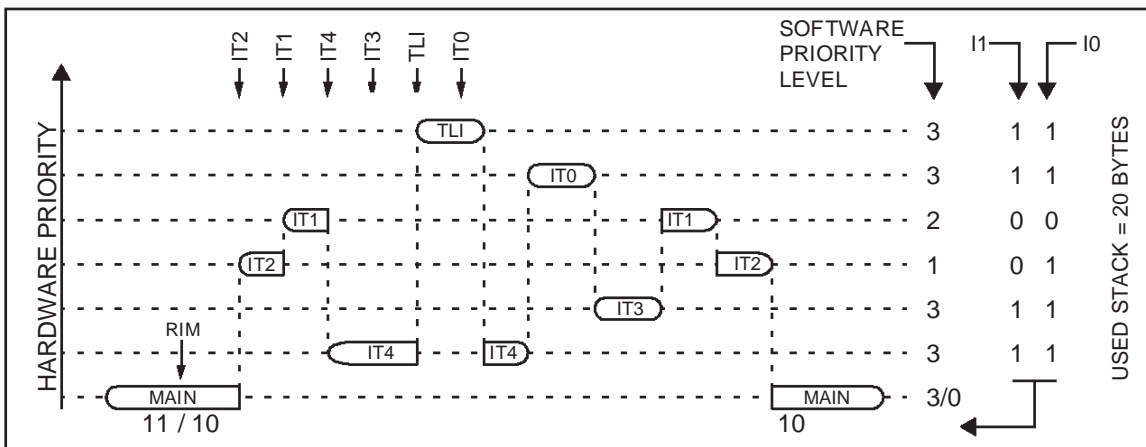 IT2
IT1
IT4
IT3
TLI
IT0
SOFTWARE
PRIORITY
LEVEL
I1
I0
HARDWARE PRIORITY
TLI
3
1 1
IT0
3
1 1
IT1
IT1
2
0 0
IT2
IT2
1
0 1
IT3
3
1 1
RIM
IT4
IT4
3
1 1
MAIN
MAIN
3/0
11 / 10
10
USED STACK = 20 BYTES